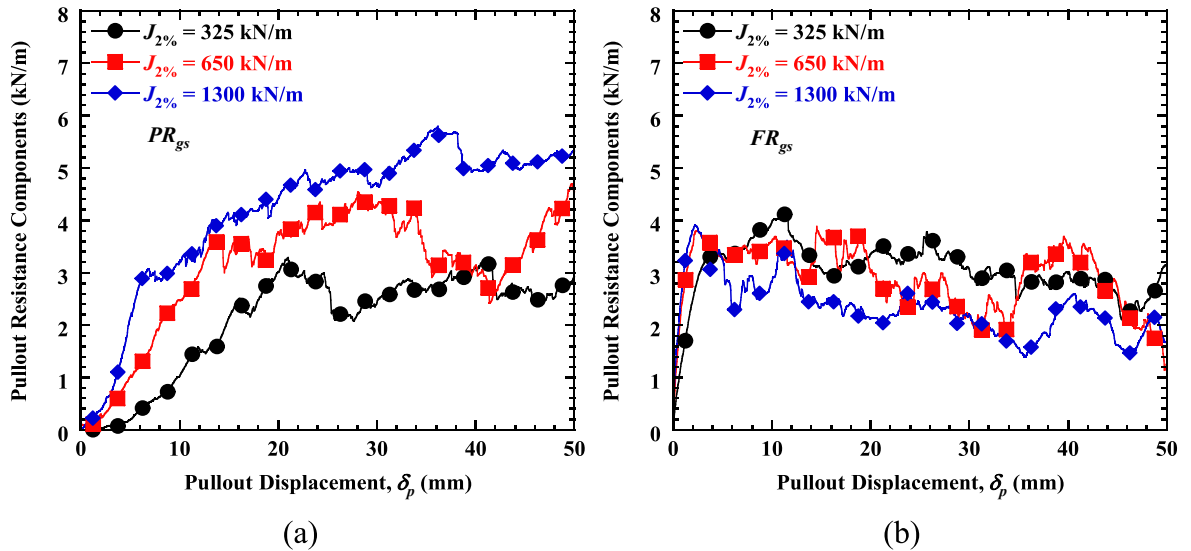 Pullout Resistance Components (kN/m)
8
7
6
5
4
3
2
1
0
J2% = 325 kN/m
J2% = 650 kN/m
J2% = 1300 kN/m
PRgs
0 10 20 30 40 50
Pullout Displacement, δp (mm)
(a)
Pullout Resistance Components (kN/m)
8
7
6
5
4
3
2
1
0
J2% = 325 kN/m
J2% = 650 kN/m
J2% = 1300 kN/m
FRgs
0 10 20 30 40 50
Pullout Displacement, δp (mm)
(b)